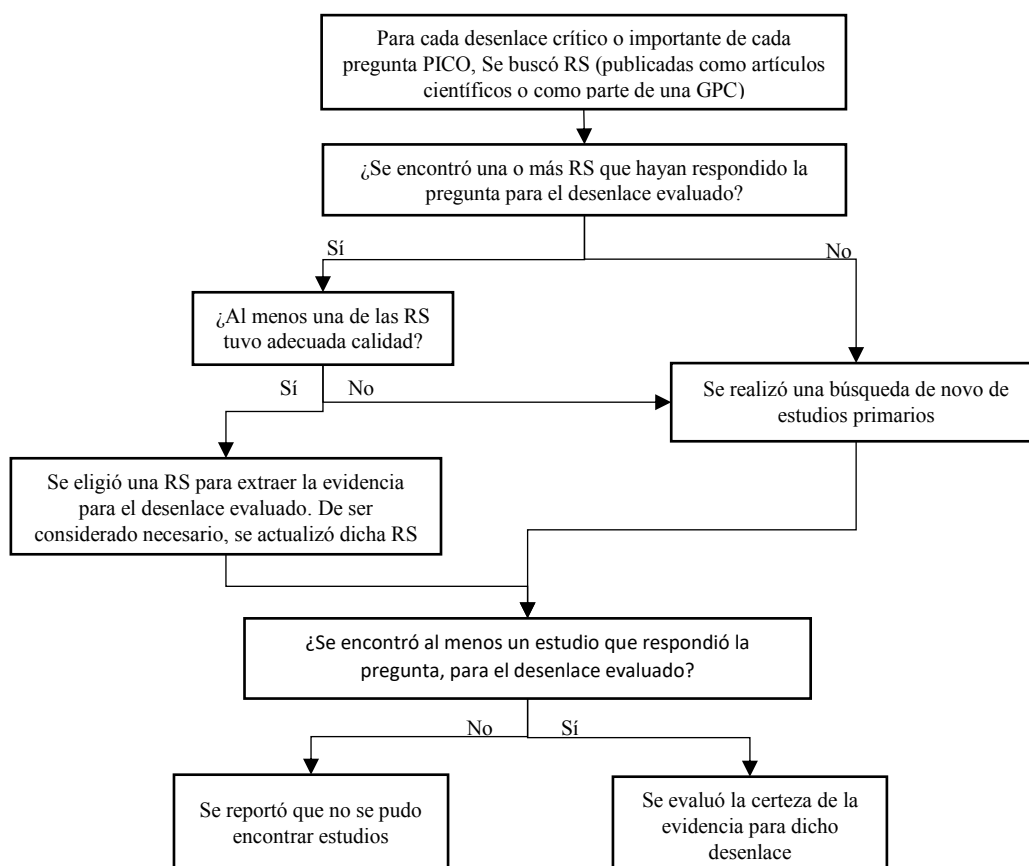 Para cada desenlace crítico o importante de cada
pregunta PICO, Se buscó RS (publicadas como artículos
científicos o como parte de una GPC)
¿Se encontró una o más RS que hayan respondido la
pregunta para el desenlace evaluado?
Sí
No
¿Al menos una de las RS
tuvo adecuada calidad?
Sí
No
Se realizó una búsqueda de novo de
estudios primarios
Se eligió una RS para extraer la evidencia
para el desenlace evaluado. De ser
considerado necesario, se actualizó dicha RS
¿Se encontró al menos un estudio que respondió la
pregunta, para el desenlace evaluado?
No
Sí
Se reportó que no se pudo
encontrar estudios
Se evaluó la certeza de la
evidencia para dicho
desenlace